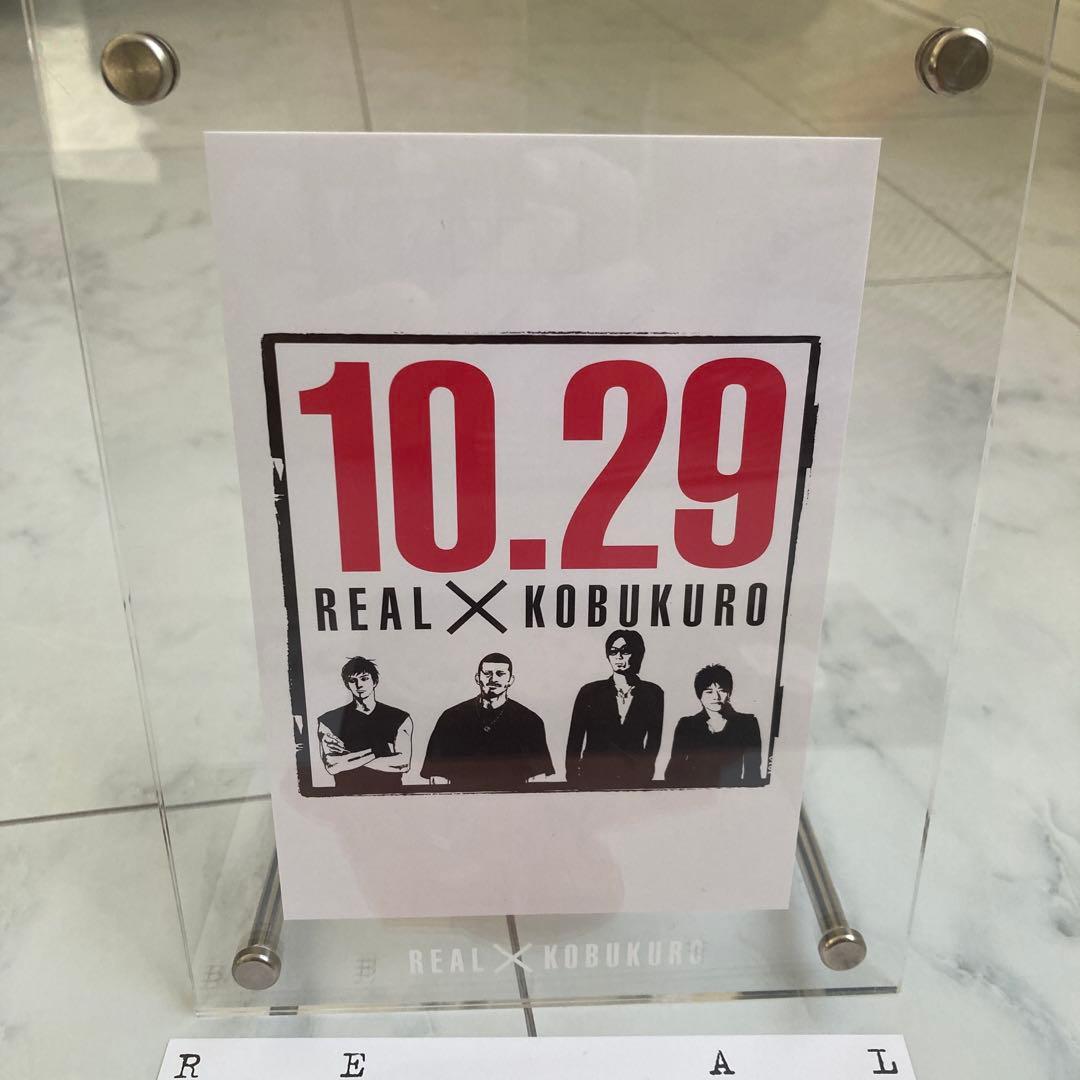 10.29
REAL X KOBUKURO
REAL X KOBUKURO
R E A L